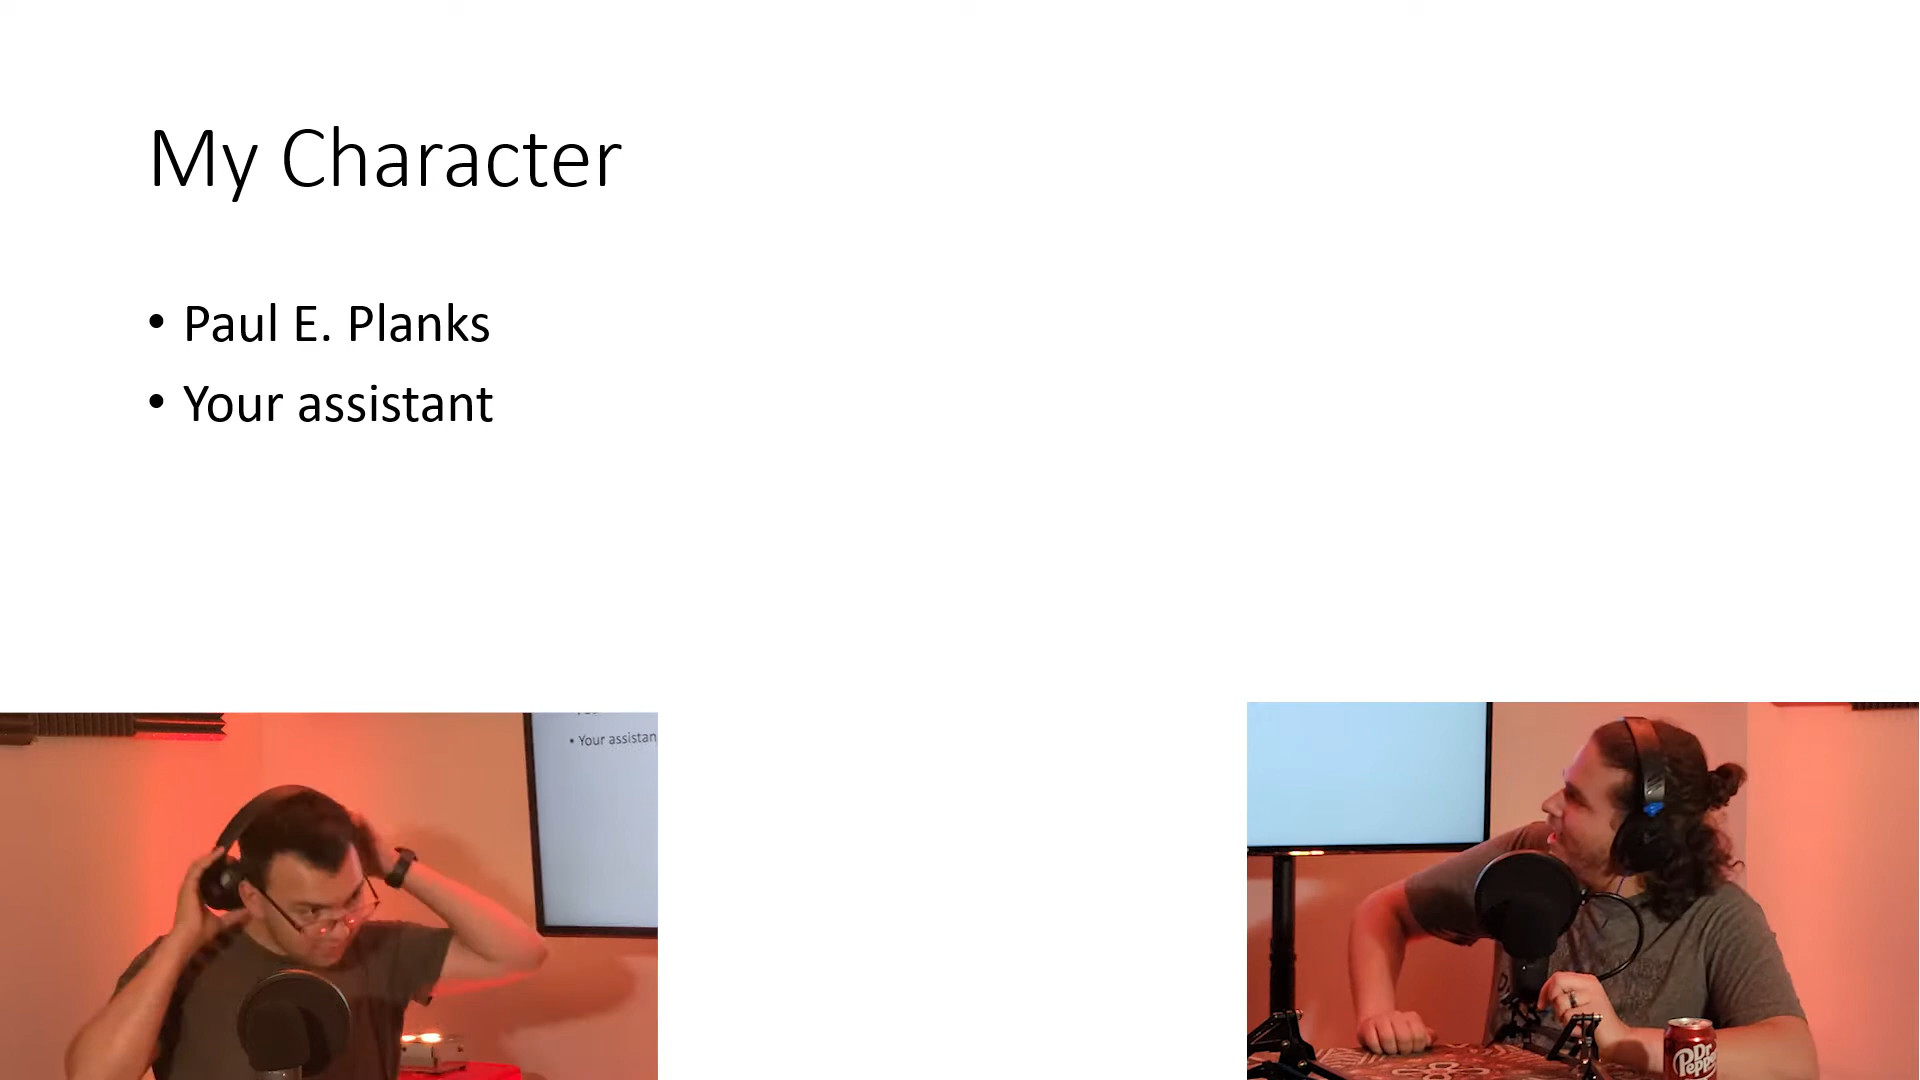 My Character
• Paul E. Planks
• Your assistant
• Your assistan
Dr
Pepper